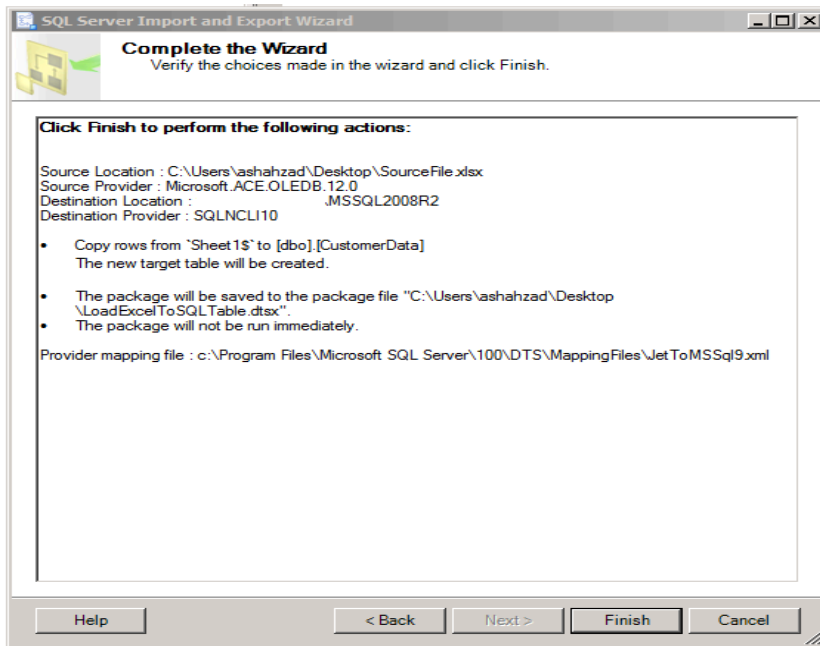 SQL Server Import and Export Wizard
Complete the Wizard
Verify the choices made in the wizard and click Finish.
Click Finish to perform the following actions:
Source Location : C:\Users\ashahzad\Desktop\SourceFile.xlsx
Source Provider : Microsoft.ACE.OLEDB.12.0
Destination Location : .MSSQL2008R2
Destination Provider : SQLNCLI10
• Copy rows from `Sheet1$` to [dbo].[CustomerData]
The new target table will be created.
• The package will be saved to the package file "C:\Users\ashahzad\Desktop
\LoadExcelToSQLTable.dtsx".
• The package will not be run immediately.
Provider mapping file : c:\Program Files\Microsoft SQL Server\100\DTS\MappingFiles\JetToMSSql9.xml
Help < Back Next > Finish Cancel